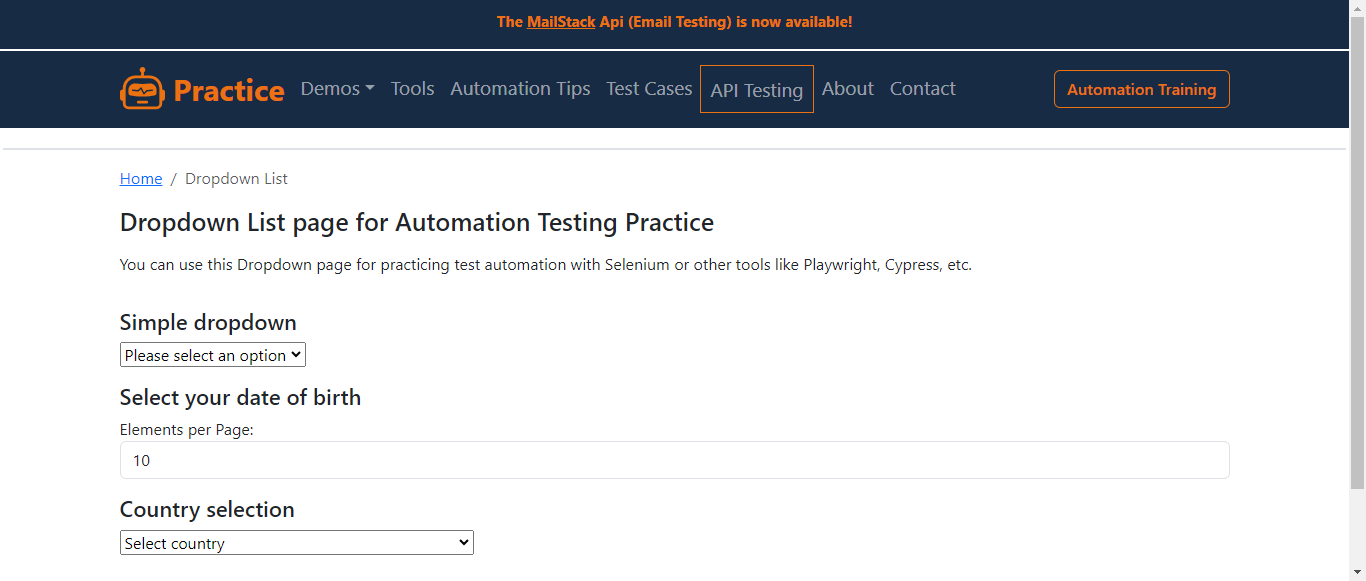 The MailStack Api (Email Testing) is now available!
Practice Demos Tools Automation Tips Test Cases API Testing About Contact Automation Training
Home / Dropdown List
Dropdown List page for Automation Testing Practice
You can use this Dropdown page for practicing test automation with Selenium or other tools like Playwright, Cypress, etc.
Simple dropdown
Please select an option
Select your date of birth
Elements per Page:
10
Country selection
Select country